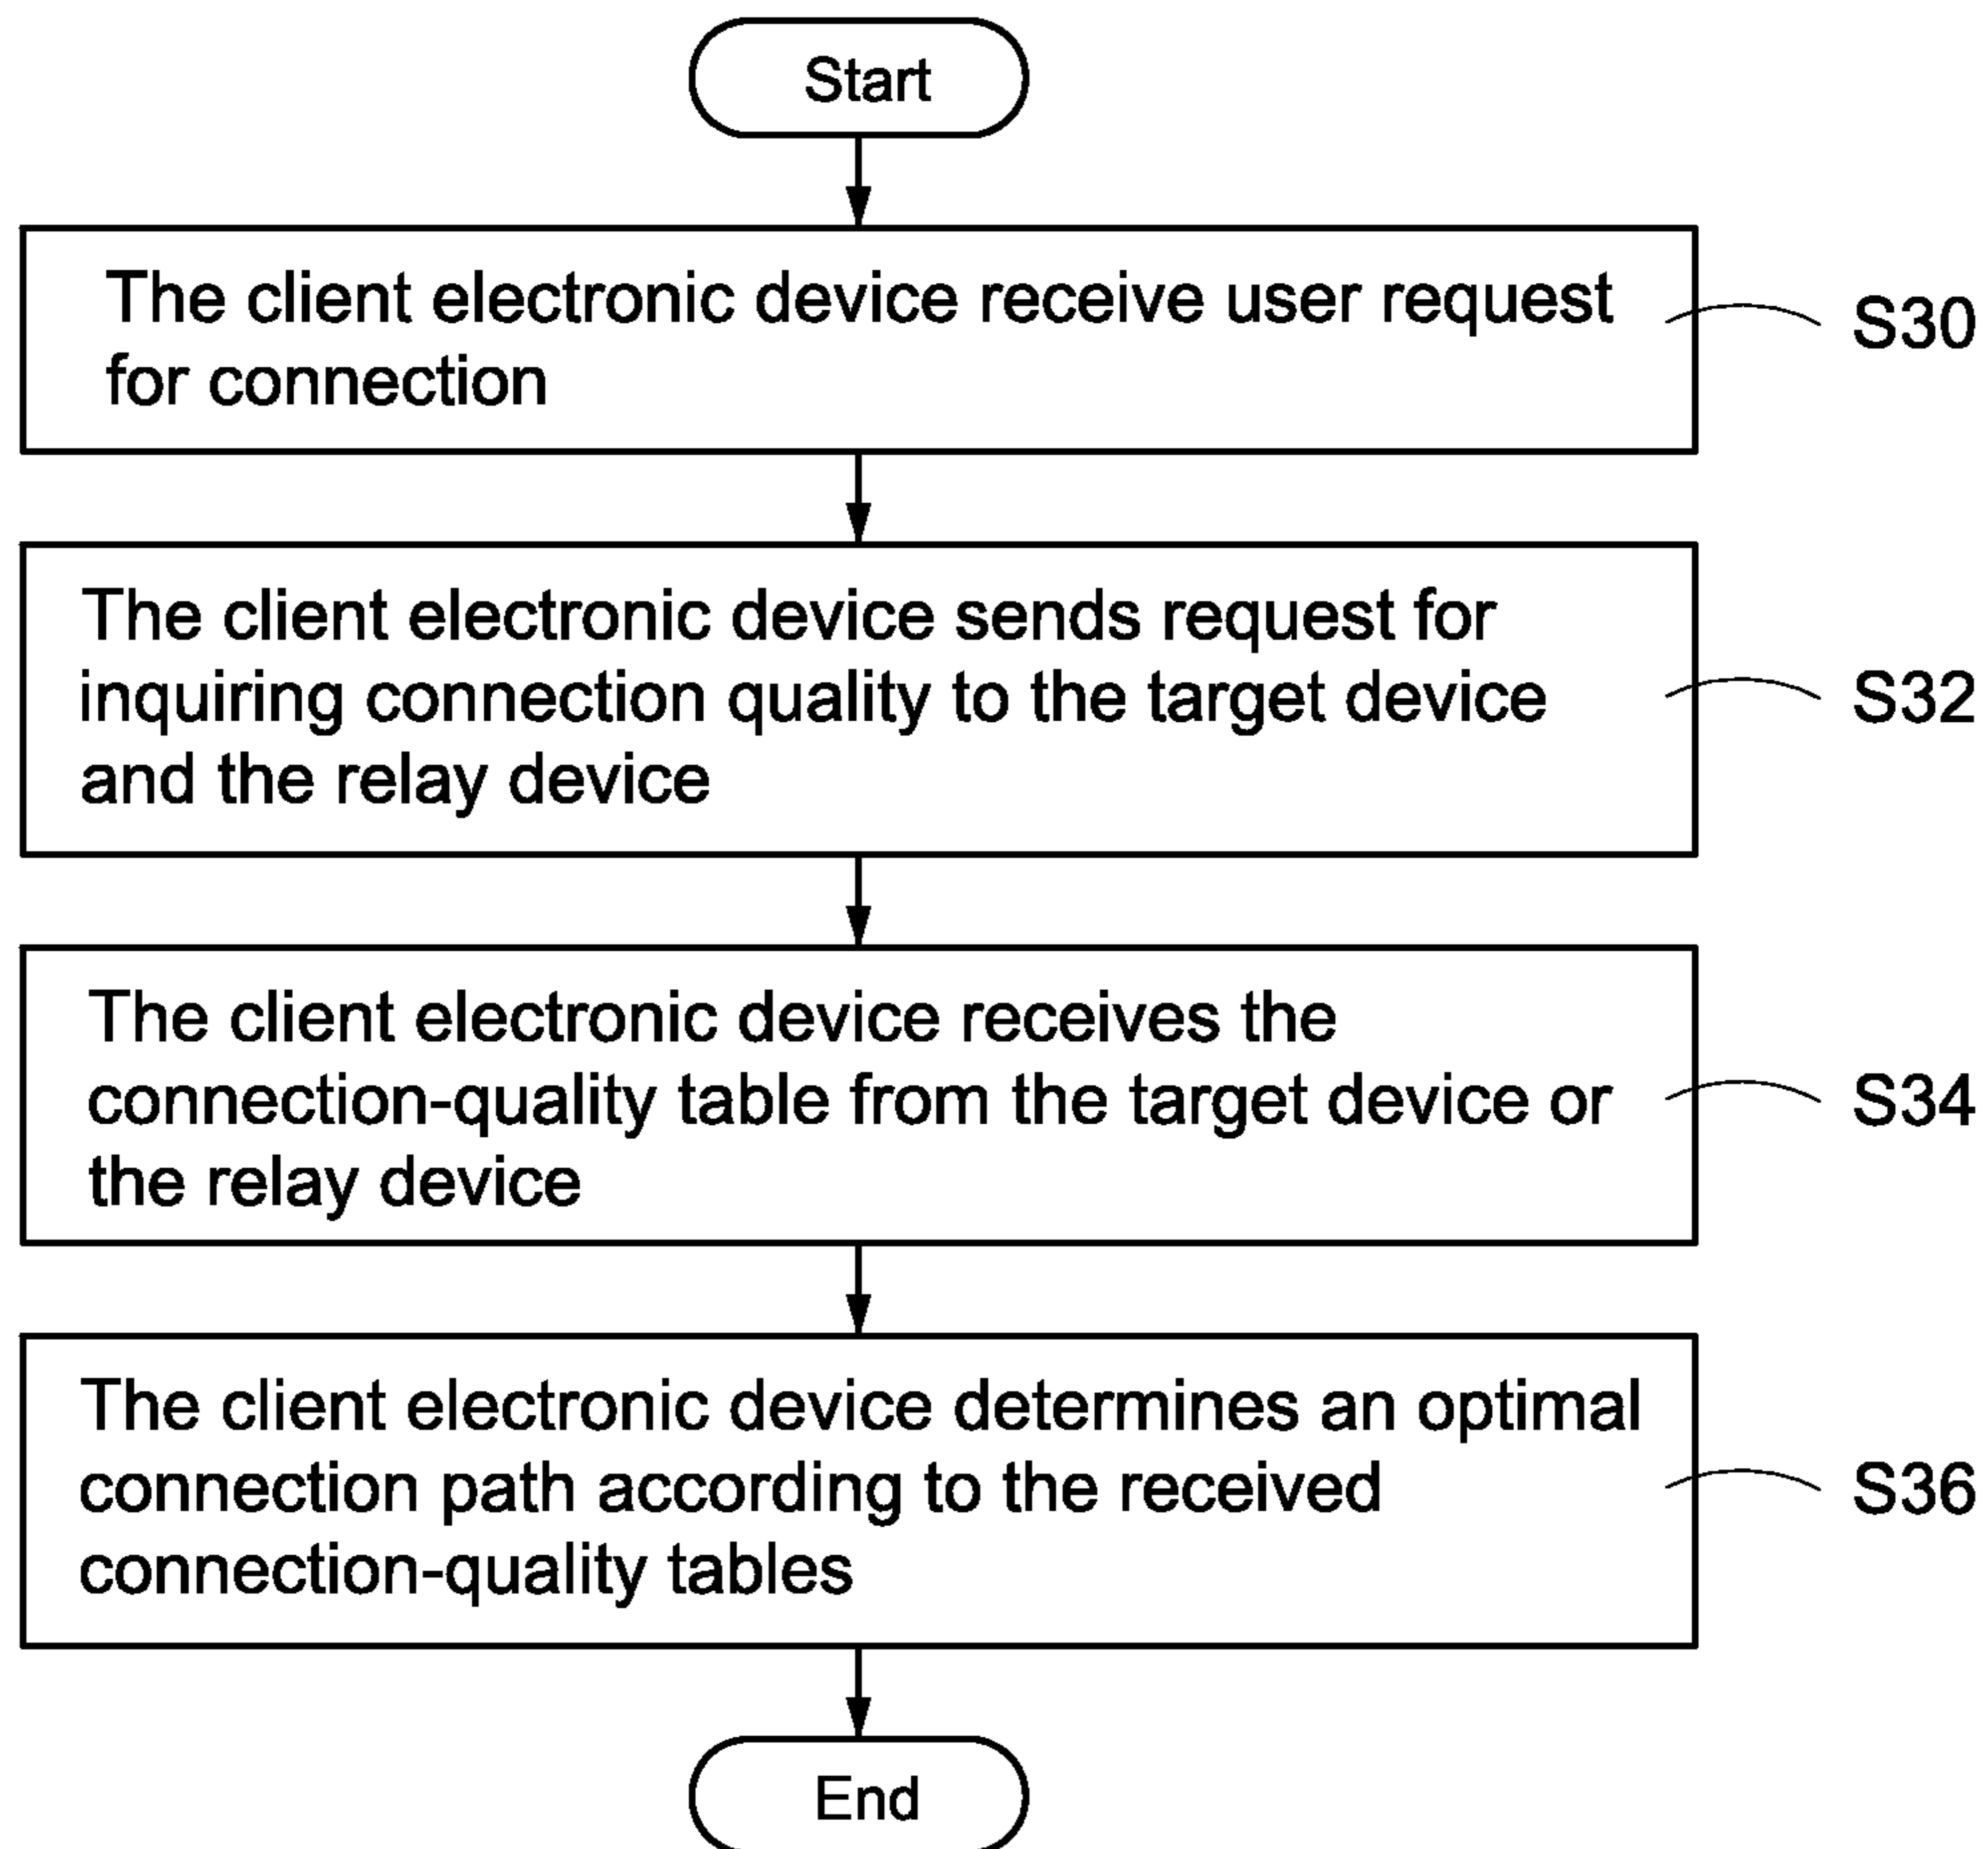 Start
The client electronic device receive user request
for connection
S30
The client electronic device sends request for
inquiring connection quality to the target device
and the relay device
S32
The client electronic device receives the
connection-quality table from the target device or
the relay device
S34
The client electronic device determines an optimal
connection path according to the received
connection-quality tables
S36
End